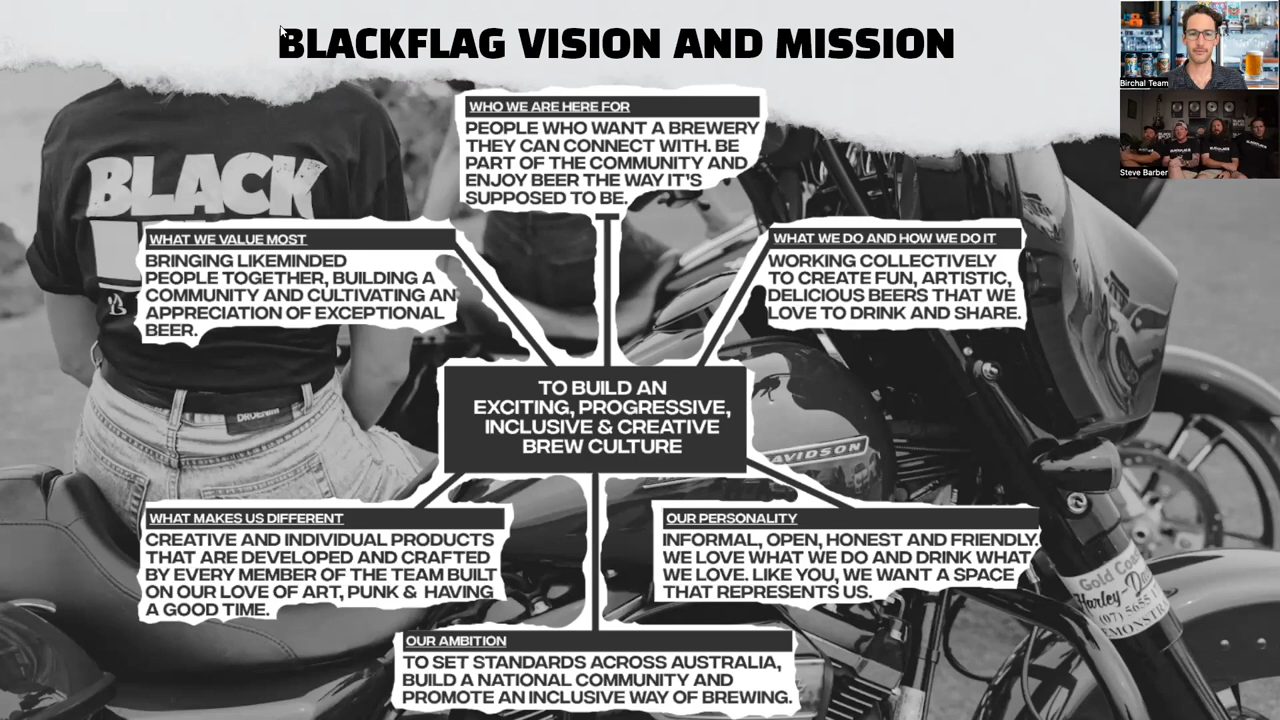 BLACKFLAG VISION AND MISSION
Birchal Team
Steve Barber
WHO WE ARE HERE FOR
PEOPLE WHO WANT A BREWERY
THEY CAN CONNECT WITH. BE
PART OF THE COMMUNITY AND
ENJOY BEER THE WAY IT'S
SUPPOSED TO BE.
BLACK
WHAT WE VALUE MOST
BRINGING LIKEMINDED
PEOPLE TOGETHER, BUILDING A
COMMUNITY AND CULTIVATING AN
APPRECIATION OF EXCEPTIONAL
BEER.
WHAT WE DO AND HOW WE DO IT
WORKING COLLECTIVELY
TO CREATE FUN, ARTISTIC,
DELICIOUS BEERS THAT WE
LOVE TO DRINK AND SHARE.
TO BUILD AN
EXCITING, PROGRESSIVE,
INCLUSIVE & CREATIVE
BREW CULTURE
AVIDSON
WHAT MAKES US DIFFERENT
CREATIVE AND INDIVIDUAL PRODUCTS
THAT ARE DEVELOPED AND CRAFTED
BY EVERY MEMBER OF THE TEAM BUILT
ON OUR LOVE OF ART, PUNK & HAVING
A GOOD TIME.
OUR PERSONALITY
INFORMAL, OPEN, HONEST AND FRIENDLY.
WE LOVE WHAT WE DO AND DRINK WHAT
WE LOVE. LIKE YOU, WE WANT A SPACE
THAT REPRESENTS US.
Gold Coa
Harley-Da
(07) 5655
EMONSTRA
OUR AMBITION
TO SET STANDARDS ACROSS AUSTRALIA,
BUILD A NATIONAL COMMUNITY AND
PROMOTE AN INCLUSIVE WAY OF BREWING.